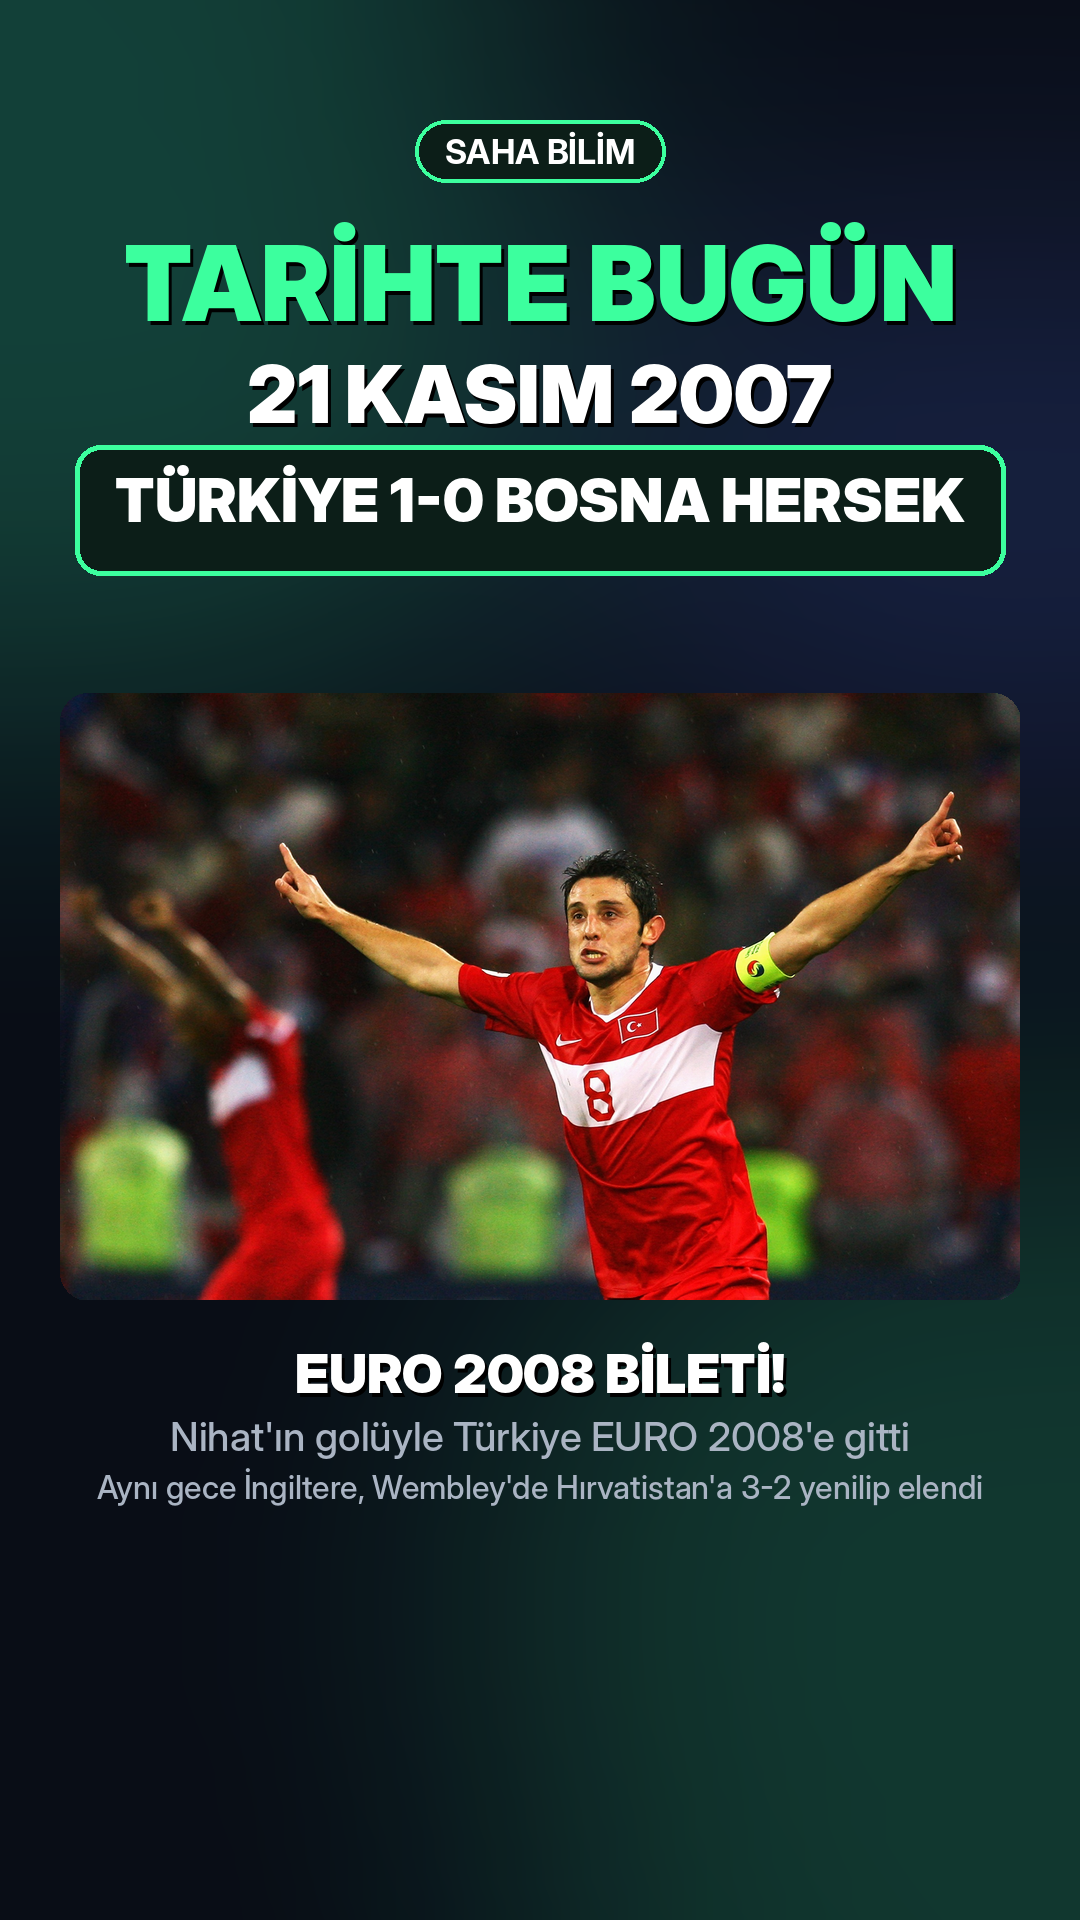 SAHA BİLİM
TARİHTE BUGÜN
21 KASIM 2007
TÜRKİYE 1-0 BOSNA HERSEK
8
EURO 2008 BİLETİ!
Nihat'ın golüyle Türkiye EURO 2008'e gitti
Aynı gece İngiltere, Wembley'de Hırvatistan'a 3-2 yenilip elendi